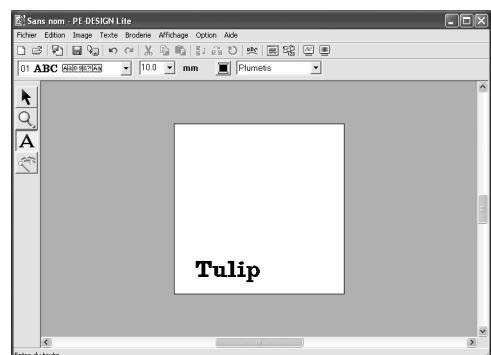 Sans nom - PE-DESIGN Lite
Fichier Edition Image Texte Broderie Affichage Option Aide
01 ABC 10.0 mm Plumetis
A
Tulip